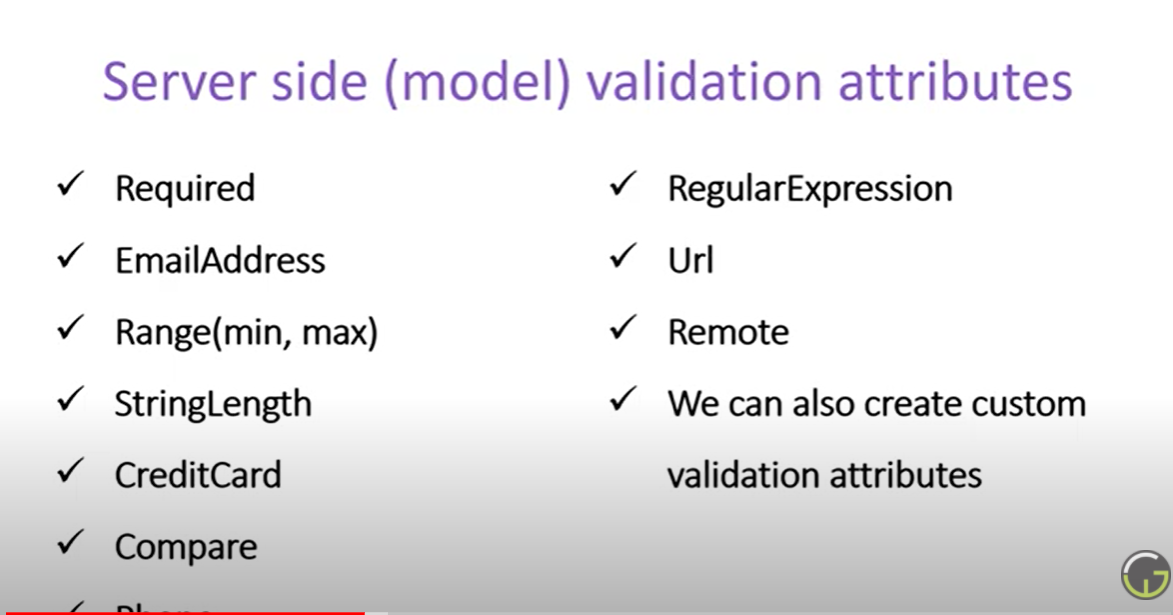 Server side (model) validation attributes
✓ Required
✓ EmailAddress
✓ Range(min, max)
✓ StringLength
✓ CreditCard
✓ Compare
✓ RegularExpression
✓ Url
✓ Remote
✓ We can also create custom
validation attributes